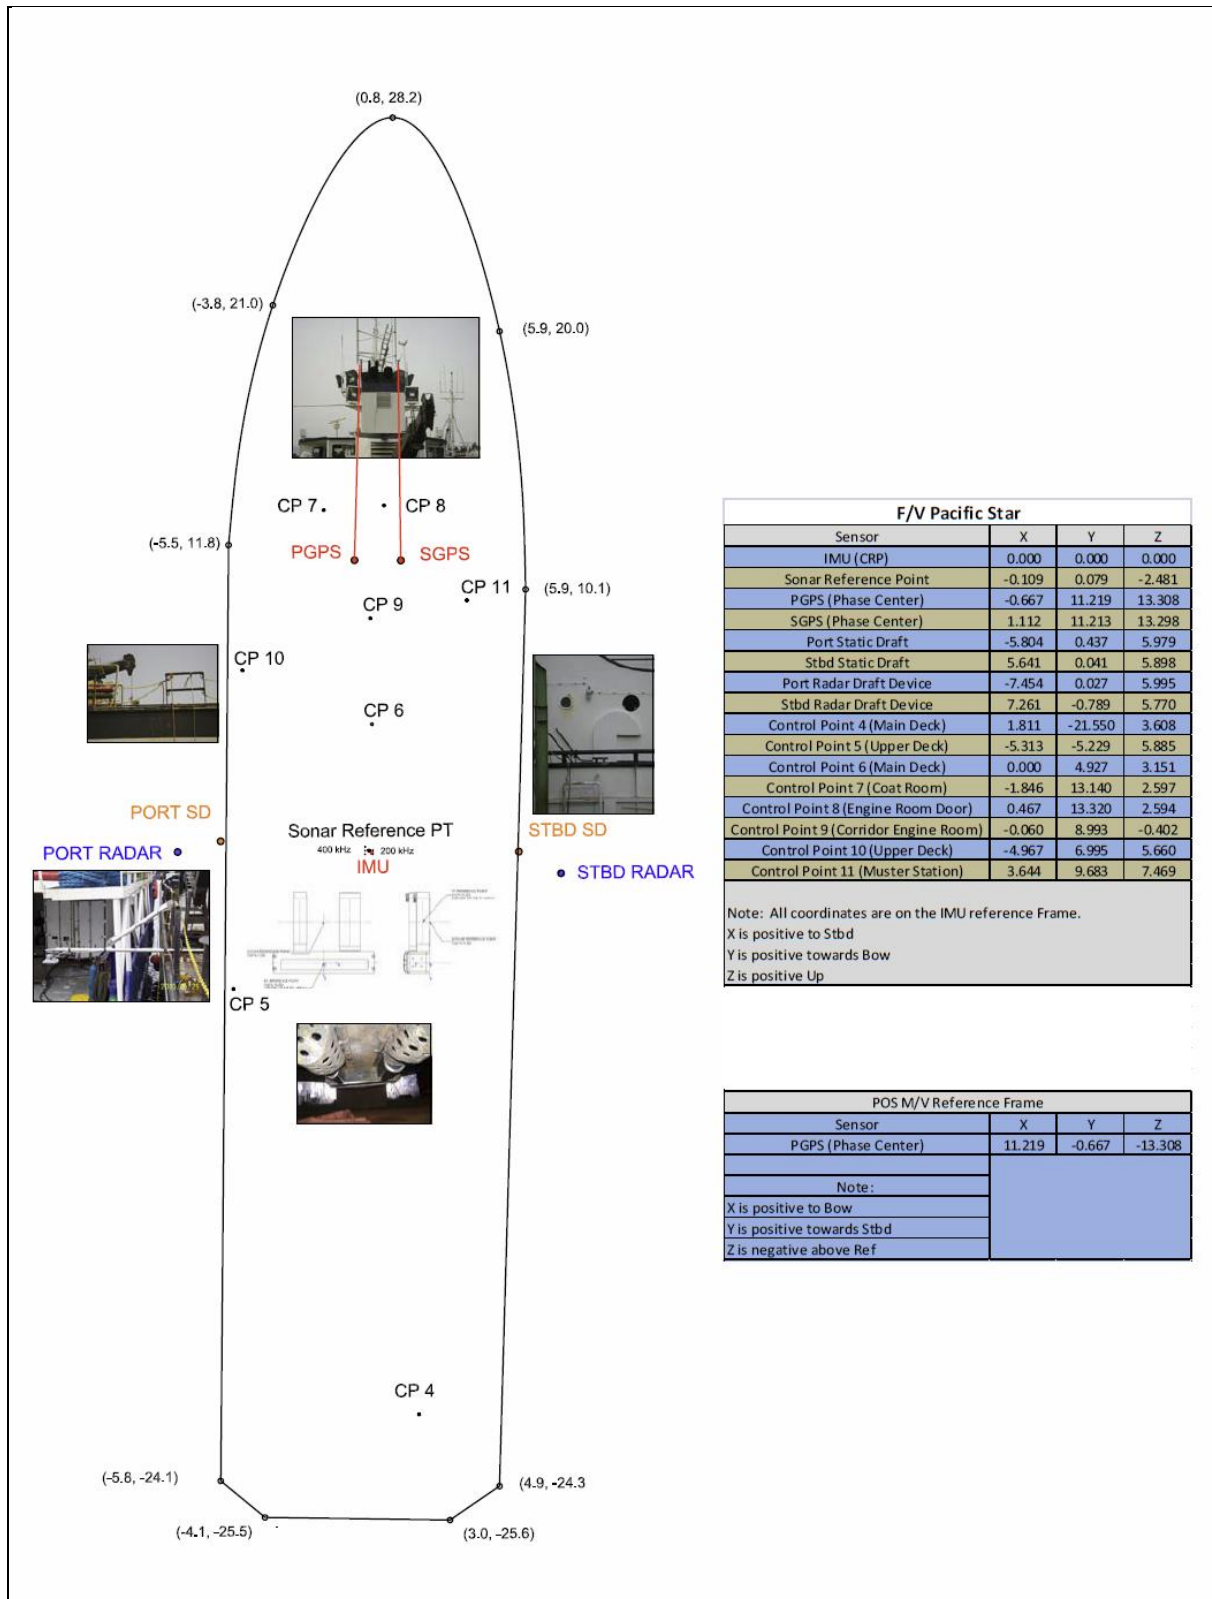 (0.8, 28.2)
(-3.8, 21.0)
(5.9, 20.0)
CP 7
CP 8
(-5.5, 11.8)
PGPS
SGPS
CP 11
(5.9, 10.1)
CP 9
CP 10
CP 6
PORT SD
Sonar Reference PT
STBD SD
PORT RADAR
400 kHz
200 kHz
IMU
STBD RADAR
CP 5
CP 4
(-5.8, -24.1)
(4.9, -24.3
(-4.1, -25.5)
(3.0, -25.6)
F/V Pacific Star
Sensor X Y Z
IMU (CRP) 0.000 0.000 0.000
Sonar Reference Point -0.109 0.079 -2.481
PGPS (Phase Center) -0.667 11.219 13.308
SGPS (Phase Center) 1.112 11.213 13.298
Port Static Draft -5.804 0.437 5.979
Stbd Static Draft 5.641 0.041 5.898
Port Radar Draft Device -7.454 0.027 5.995
Stbd Radar Draft Device 7.261 -0.789 5.770
Control Point 4 (Main Deck) 1.811 -21.550 3.608
Control Point 5 (Upper Deck) -5.313 -5.229 5.885
Control Point 6 (Main Deck) 0.000 4.927 3.151
Control Point 7 (Coat Room) -1.846 13.140 2.597
Control Point 8 (Engine Room Door) 0.467 13.320 2.594
Control Point 9 (Corridor Engine Room) -0.060 8.993 -0.402
Control Point 10 (Upper Deck) -4.967 6.995 5.660
Control Point 11 (Muster Station) 3.644 9.683 7.469
Note: All coordinates are on the IMU reference Frame.
X is positive to Stbd
Y is positive towards Bow
Z is positive Up
POS M/V Reference Frame
Sensor X Y Z
PGPS (Phase Center) 11.219 -0.667 -13.308
Note:
X is positive to Bow
Y is positive towards Stbd
Z is negative above Ref